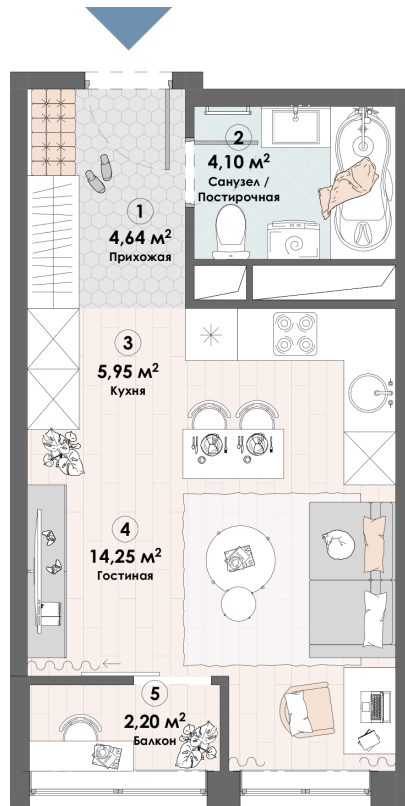 2
4,10 м²
Санузел /
Постирочная
1
4,64 м²
Прихожая
3
5,95 м²
Кухня
4
14,25 м²
Гостиная
5
2,20 м²
Балкон